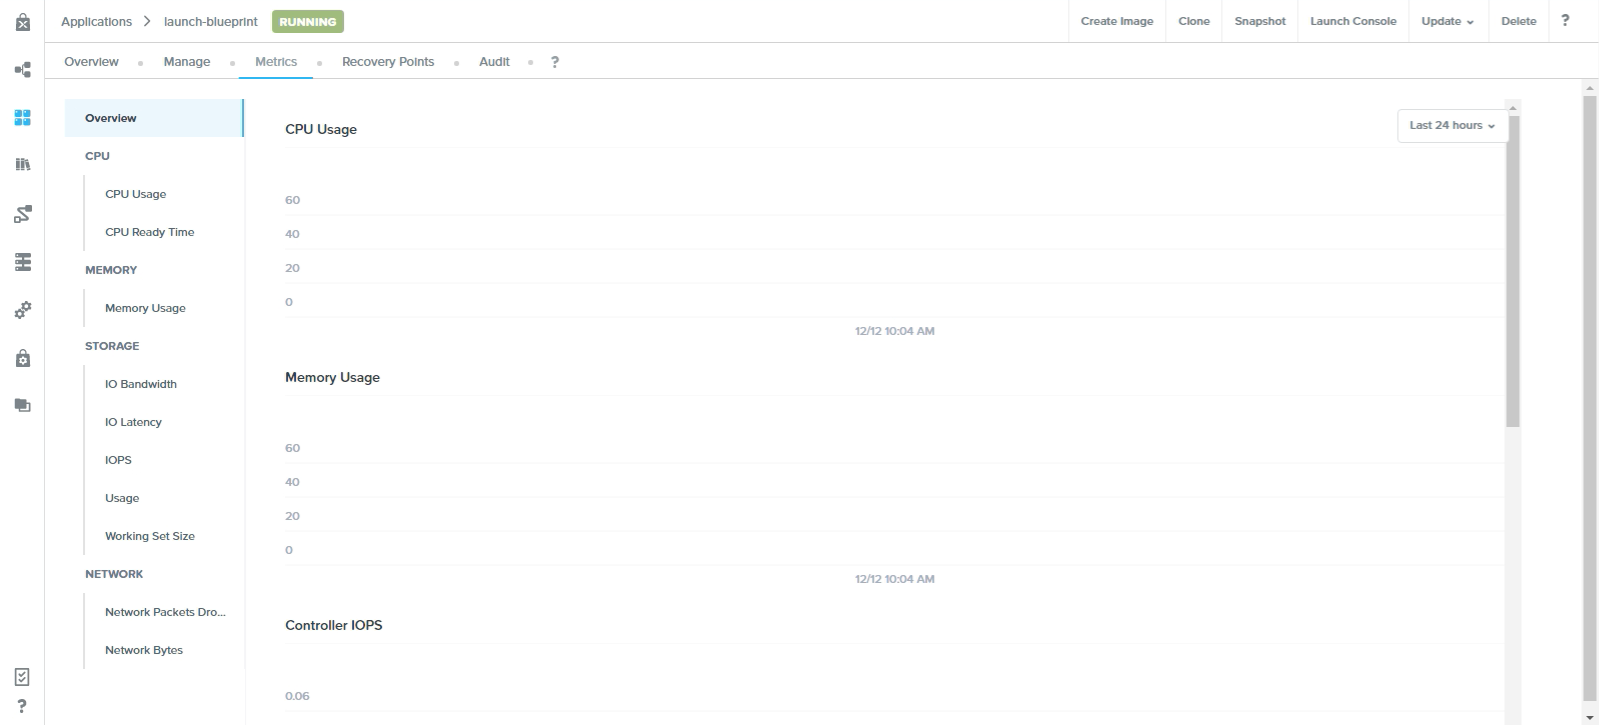 Applications > launch-blueprint RUNNING Create Image Clone Snapshot Launch Console Update Delete ?
Overview Manage Metrics Recovery Points Audit ?
Overview
CPU
CPU Usage
CPU Ready Time
MEMORY
Memory Usage
STORAGE
IO Bandwidth
IO Latency
IOPS
Usage
Working Set Size
NETWORK
Network Packets Dro...
Network Bytes
?
CPU Usage
Last 24 hours
60
40
20
0
12/12 10:04 AM
Memory Usage
60
40
20
0
12/12 10:04 AM
Controller IOPS
0.06